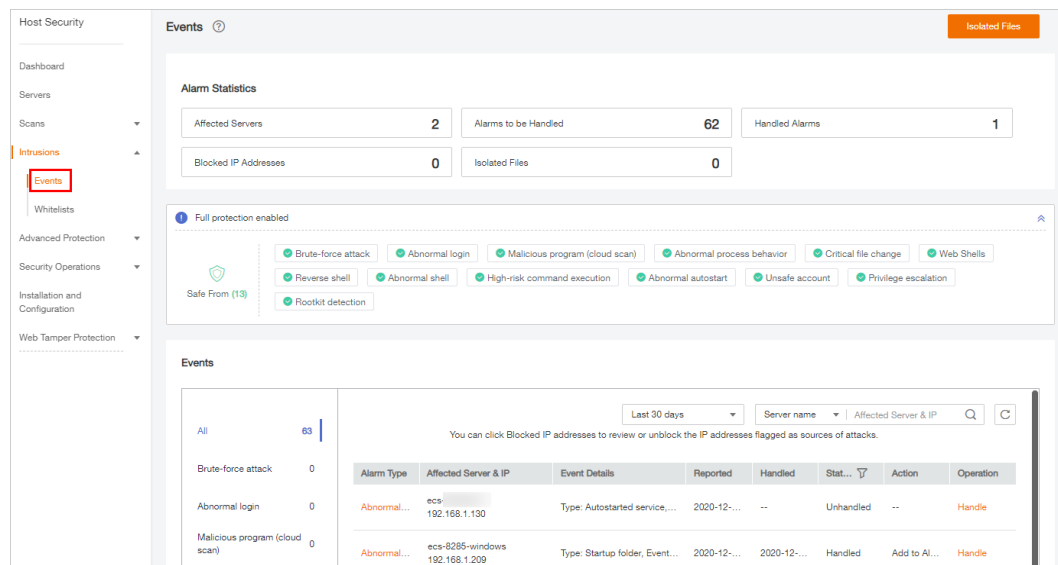 Host Security
Events
Isolated Files
Dashboard
Servers
Scans
Intrusions
Events
Whitelists
Advanced Protection
Security Operations
Installation and
Configuration
Web Tamper Protection
Alarm Statistics
Affected Servers 2
Alarms to be Handled 62
Handled Alarms 1
Blocked IP Addresses 0
Isolated Files 0
Full protection enabled
Safe From (13)
Brute-force attack
Abnormal login
Malicious program (cloud scan)
Abnormal process behavior
Critical file change
Web Shells
Reverse shell
Abnormal shell
High-risk command execution
Abnormal autostart
Unsafe account
Privilege escalation
Rootkit detection
Events
All 63
Brute-force attack 0
Abnormal login 0
Malicious program (cloud
scan) 0
Last 30 days
Server name
Affected Server & IP
You can click Blocked IP addresses to review or unblock the IP addresses flagged as sources of attacks.
Alarm Type Affected Server & IP Event Details Reported Handled Stat... Action Operation
ecs-
Abnormal... 192.168.1.130 Type: Autostarted service,... 2020-12-... -- Unhandled -- Handle
ecs-8285-windows
Abnormal... 192.168.1.209 Type: Startup folder, Event... 2020-12-... 2020-12-... Handled Add to Al... Handle